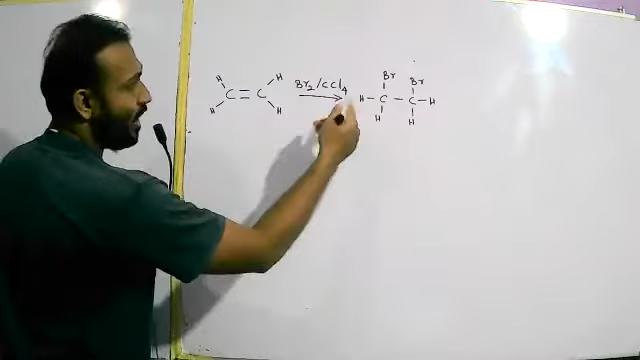 H H Br₂/CCl₄ Br Br
C = C → H - C - C - H
H H H H